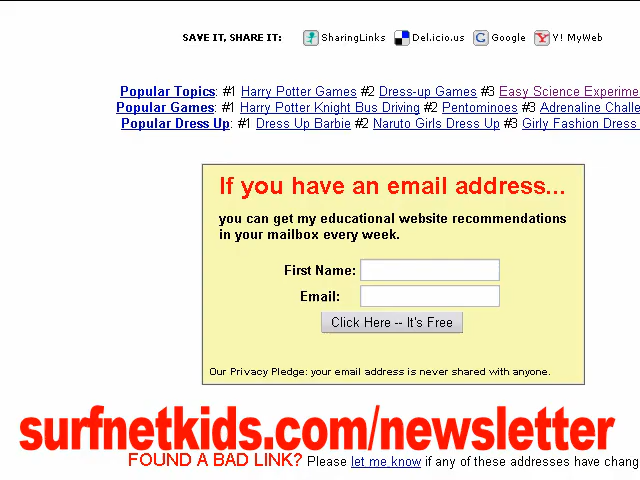 SAVE IT, SHARE IT: SharingLinks Del.icio.us Google Y! MyWeb
Popular Topics: #1 Harry Potter Games #2 Dress-up Games #3 Easy Science Experime
Popular Games: #1 Harry Potter Knight Bus Driving #2 Pentominoes #3 Adrenaline Challe
Popular Dress Up: #1 Dress Up Barbie #2 Naruto Girls Dress Up #3 Girly Fashion Dress
If you have an email address...
you can get my educational website recommendations
in your mailbox every week.
First Name:
Email:
Click Here -- It's Free
Our Privacy Pledge: your email address is never shared with anyone.
surfnetkids.com/newsletter
FOUND A BAD LINK? Please let me know if any of these addresses have chang